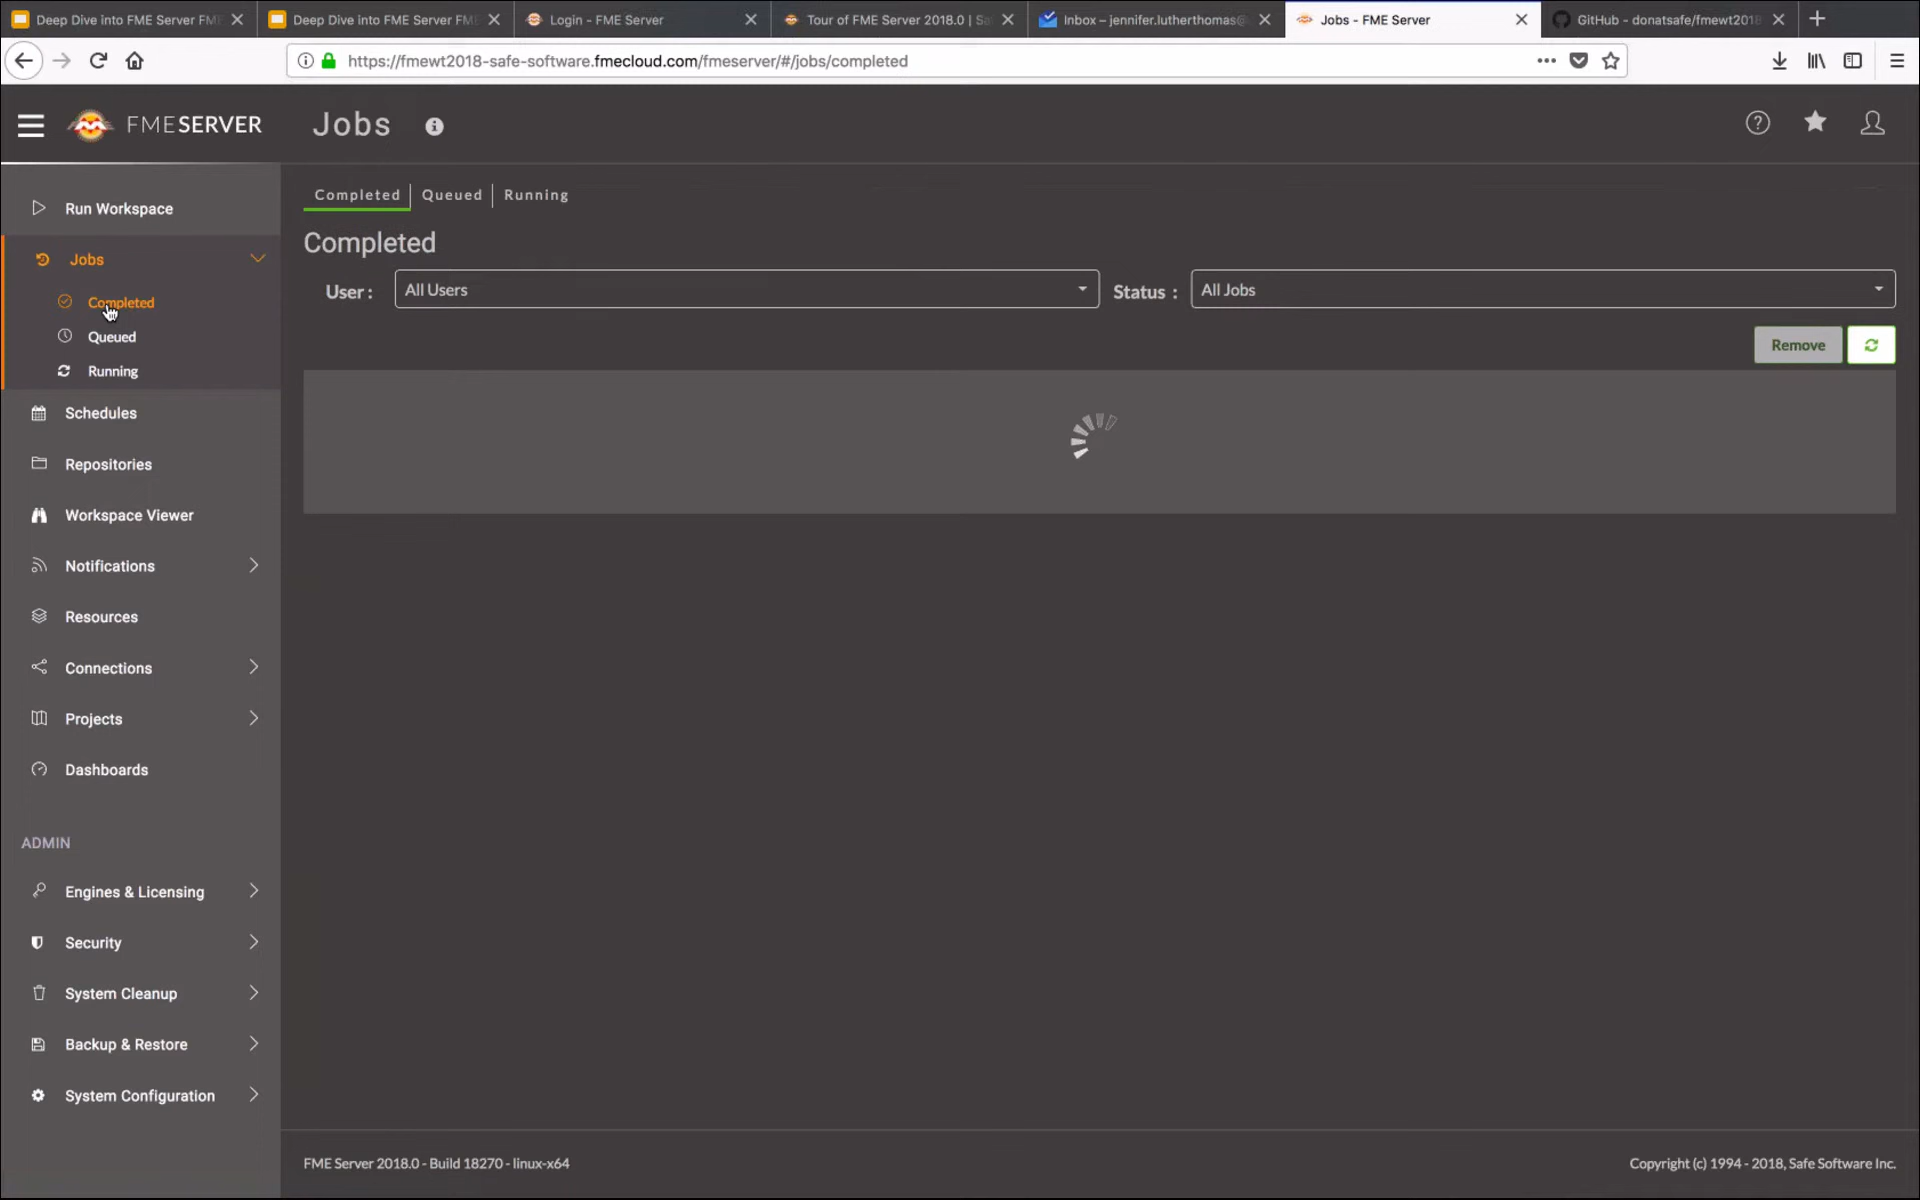 Deep Dive into FME Server FM
Deep Dive into FME Server FM
Login - FME Server
Tour of FME Server 2018.0 | Sa
Inbox – jennifer.lutherthomas@
Jobs - FME Server
GitHub - donatsafe/fmewt2018
https://fmewt2018-safe-software.fmecloud.com/fmeserver/#/jobs/completed
FMESERVER
Jobs
Run Workspace
Jobs
Completed
Queued
Running
Schedules
Repositories
Workspace Viewer
Notifications
Resources
Connections
Projects
Dashboards
ADMIN
Engines & Licensing
Security
System Cleanup
Backup & Restore
System Configuration
Completed | Queued | Running
Completed
User : All Users Status : All Jobs
Remove
FME Server 2018.0 - Build 18270 - linux-x64
Copyright (c) 1994 - 2018, Safe Software Inc.